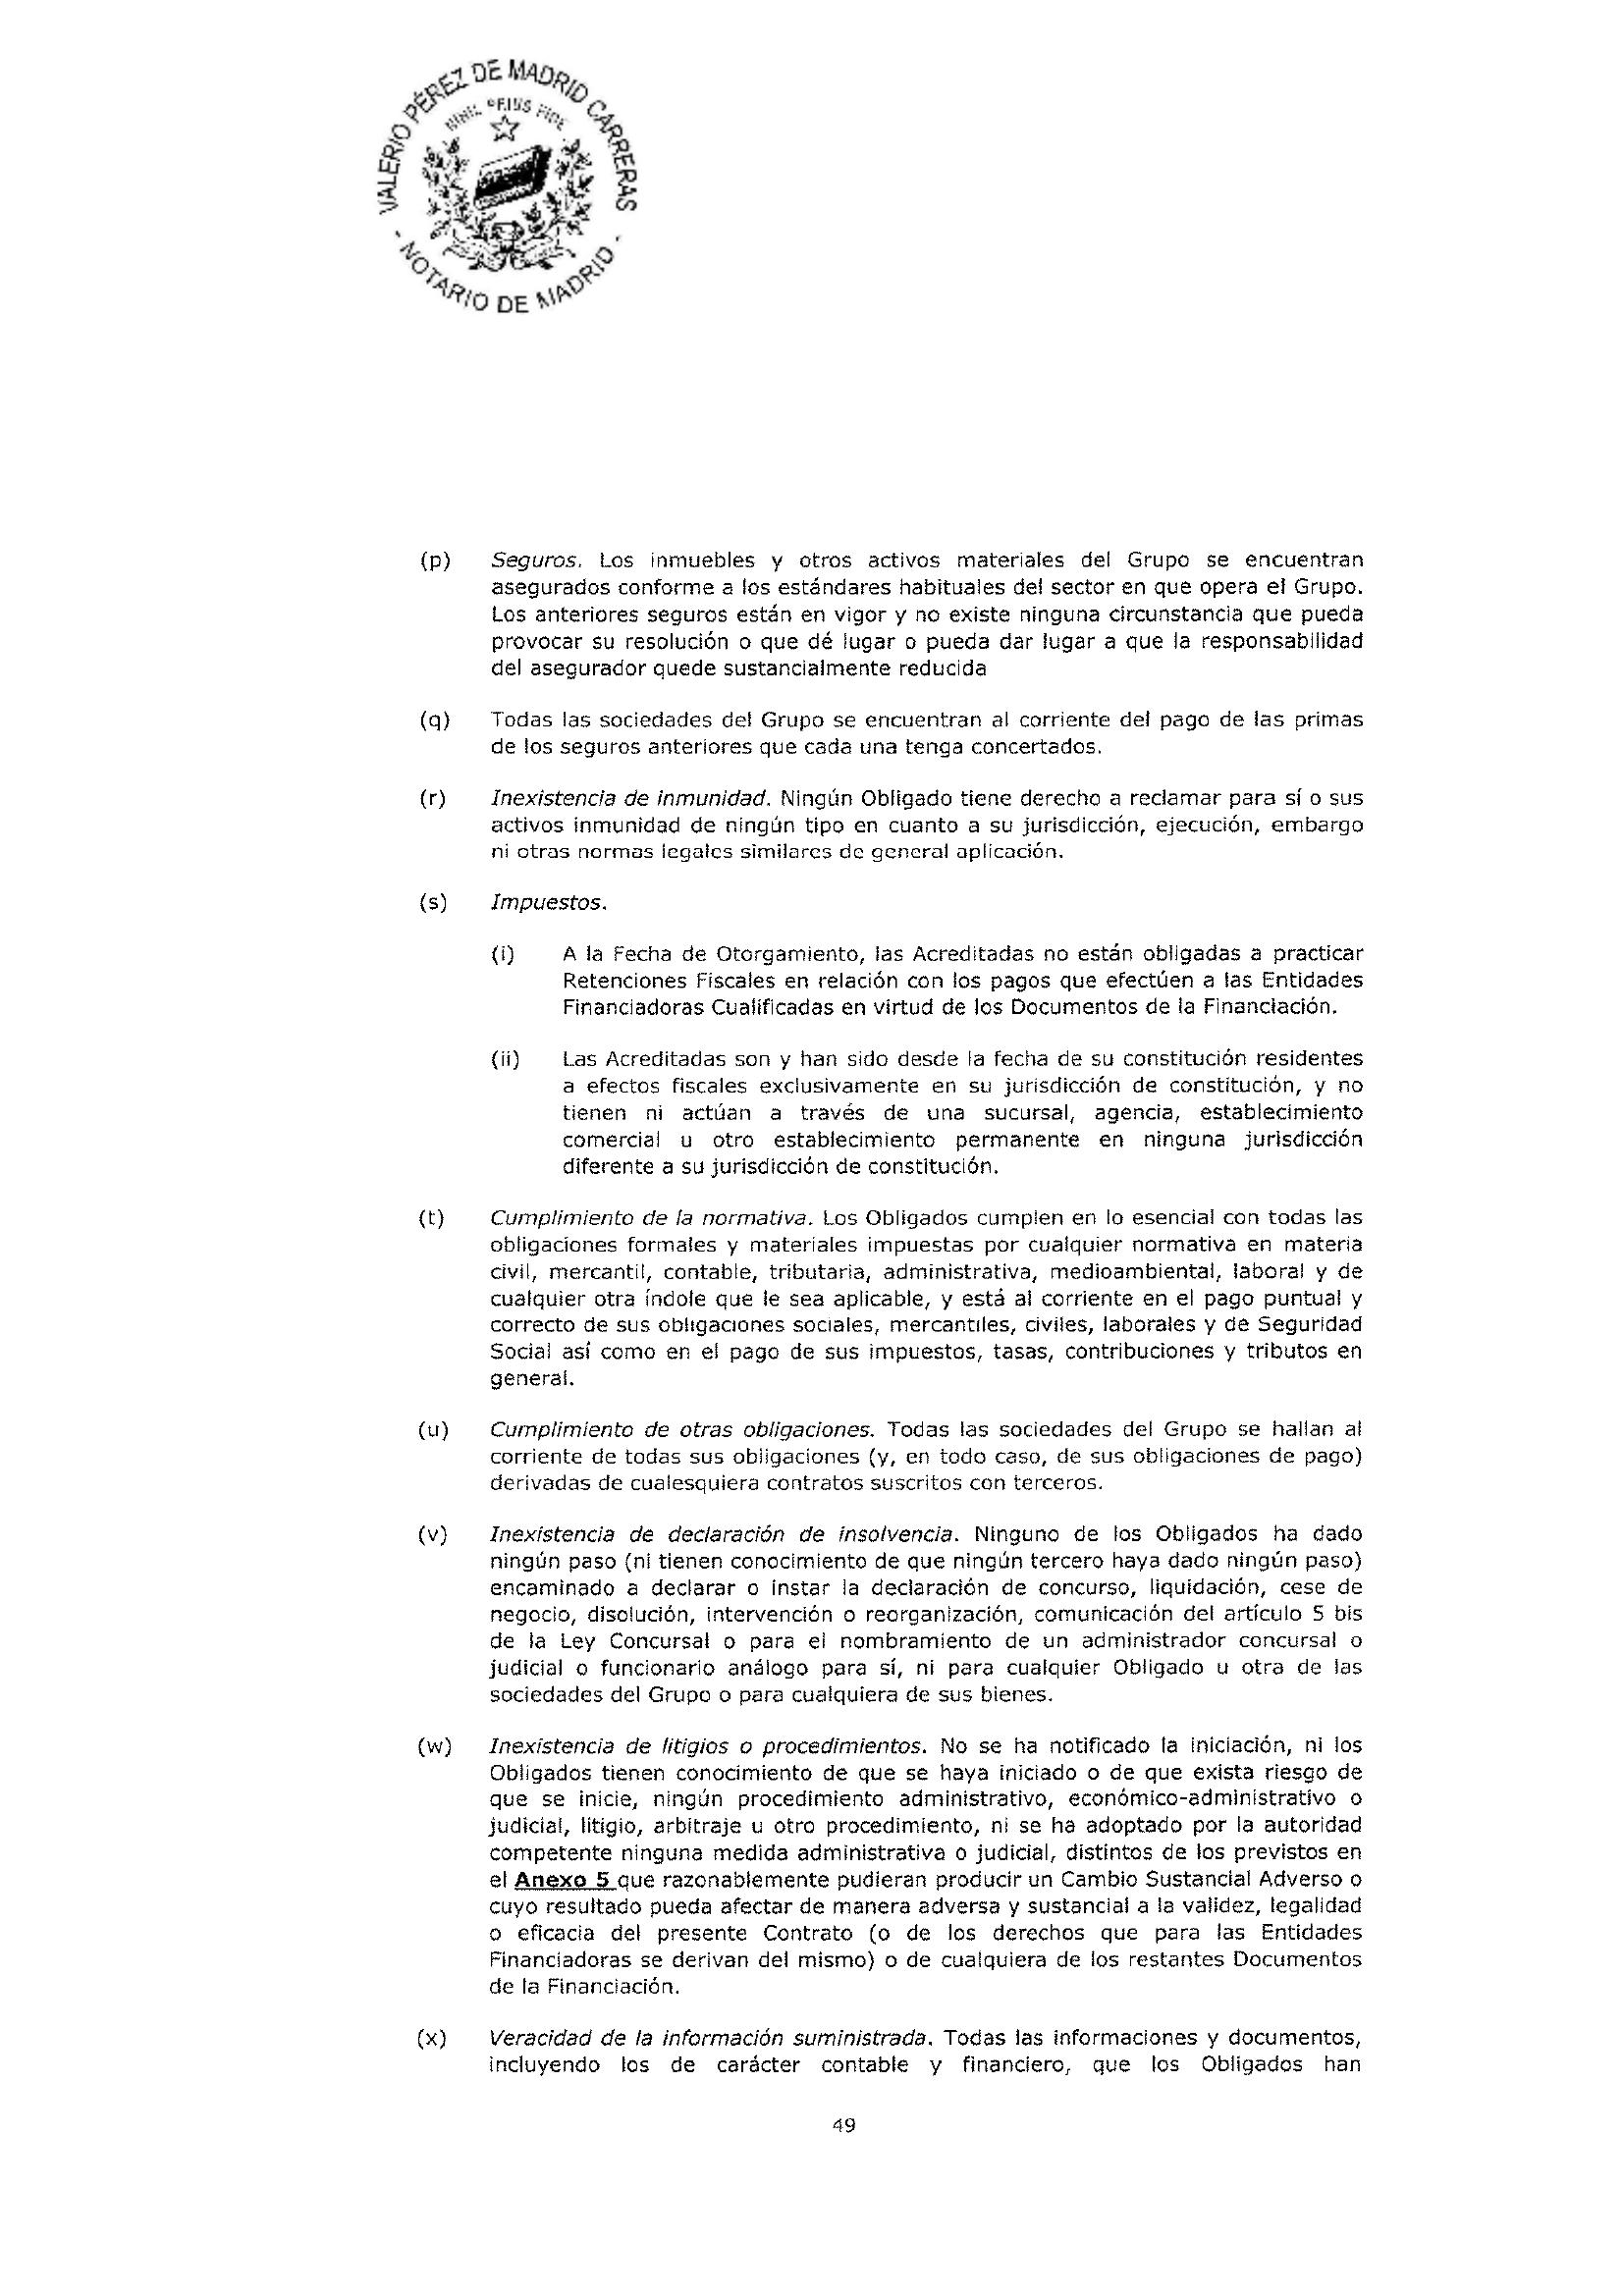 VALERIO PÉREZ DE MADRID CARRERAS
- NOTARIO DE MADRID -
(p) Seguros. Los inmuebles y otros activos materiales del Grupo se encuentran
asegurados conforme a los estándares habituales del sector en que opera el Grupo.
Los anteriores seguros están en vigor y no existe ninguna circunstancia que pueda
provocar su resolución o que dé lugar o pueda dar lugar a que la responsabilidad
del asegurador quede sustancialmente reducida
(q) Todas las sociedades del Grupo se encuentran al corriente del pago de las primas
de los seguros anteriores que cada una tenga concertados.
(r) Inexistencia de inmunidad. Ningún Obligado tiene derecho a reclamar para sí o sus
activos inmunidad de ningún tipo en cuanto a su jurisdicción, ejecución, embargo
ni otras normas legales similares de general aplicación.
(s) Impuestos.
(i) A la Fecha de Otorgamiento, las Acreditadas no están obligadas a practicar
Retenciones Fiscales en relación con los pagos que efectúen a las Entidades
Financiadoras Cualificadas en virtud de los Documentos de la Financiación.
(ii) Las Acreditadas son y han sido desde la fecha de su constitución residentes
a efectos fiscales exclusivamente en su jurisdicción de constitución, y no
tienen ni actúan a través de una sucursal, agencia, establecimiento
comercial u otro establecimiento permanente en ninguna jurisdicción
diferente a su jurisdicción de constitución.
(t) Cumplimiento de la normativa. Los Obligados cumplen en lo esencial con todas las
obligaciones formales y materiales impuestas por cualquier normativa en materia
civil, mercantil, contable, tributaria, administrativa, medioambiental, laboral y de
cualquier otra índole que le sea aplicable, y está al corriente en el pago puntual y
correcto de sus obligaciones sociales, mercantiles, civiles, laborales y de Seguridad
Social así como en el pago de sus impuestos, tasas, contribuciones y tributos en
general.
(u) Cumplimiento de otras obligaciones. Todas las sociedades del Grupo se hallan al
corriente de todas sus obligaciones (y, en todo caso, de sus obligaciones de pago)
derivadas de cualesquiera contratos suscritos con terceros.
(v) Inexistencia de declaración de insolvencia. Ninguno de los Obligados ha dado
ningún paso (ni tienen conocimiento de que ningún tercero haya dado ningún paso)
encaminado a declarar o instar la declaración de concurso, liquidación, cese de
negocio, disolución, intervención o reorganización, comunicación del artículo 5 bis
de la Ley Concursal o para el nombramiento de un administrador concursal o
judicial o funcionario análogo para sí, ni para cualquier Obligado u otra de las
sociedades del Grupo o para cualquiera de sus bienes.
(w) Inexistencia de litigios o procedimientos. No se ha notificado la iniciación, ni los
Obligados tienen conocimiento de que se haya iniciado o de que exista riesgo de
que se inicie, ningún procedimiento administrativo, económico-administrativo o
judicial, litigio, arbitraje u otro procedimiento, ni se ha adoptado por la autoridad
competente ninguna medida administrativa o judicial, distintos de los previstos en
el Anexo 5 que razonablemente pudieran producir un Cambio Sustancial Adverso o
cuyo resultado pueda afectar de manera adversa y sustancial a la validez, legalidad
o eficacia del presente Contrato (o de los derechos que para las Entidades
Financiadoras se derivan del mismo) o de cualquiera de los restantes Documentos
de la Financiación.
(x) Veracidad de la información suministrada. Todas las informaciones y documentos,
incluyendo los de carácter contable y financiero, que los Obligados han
49